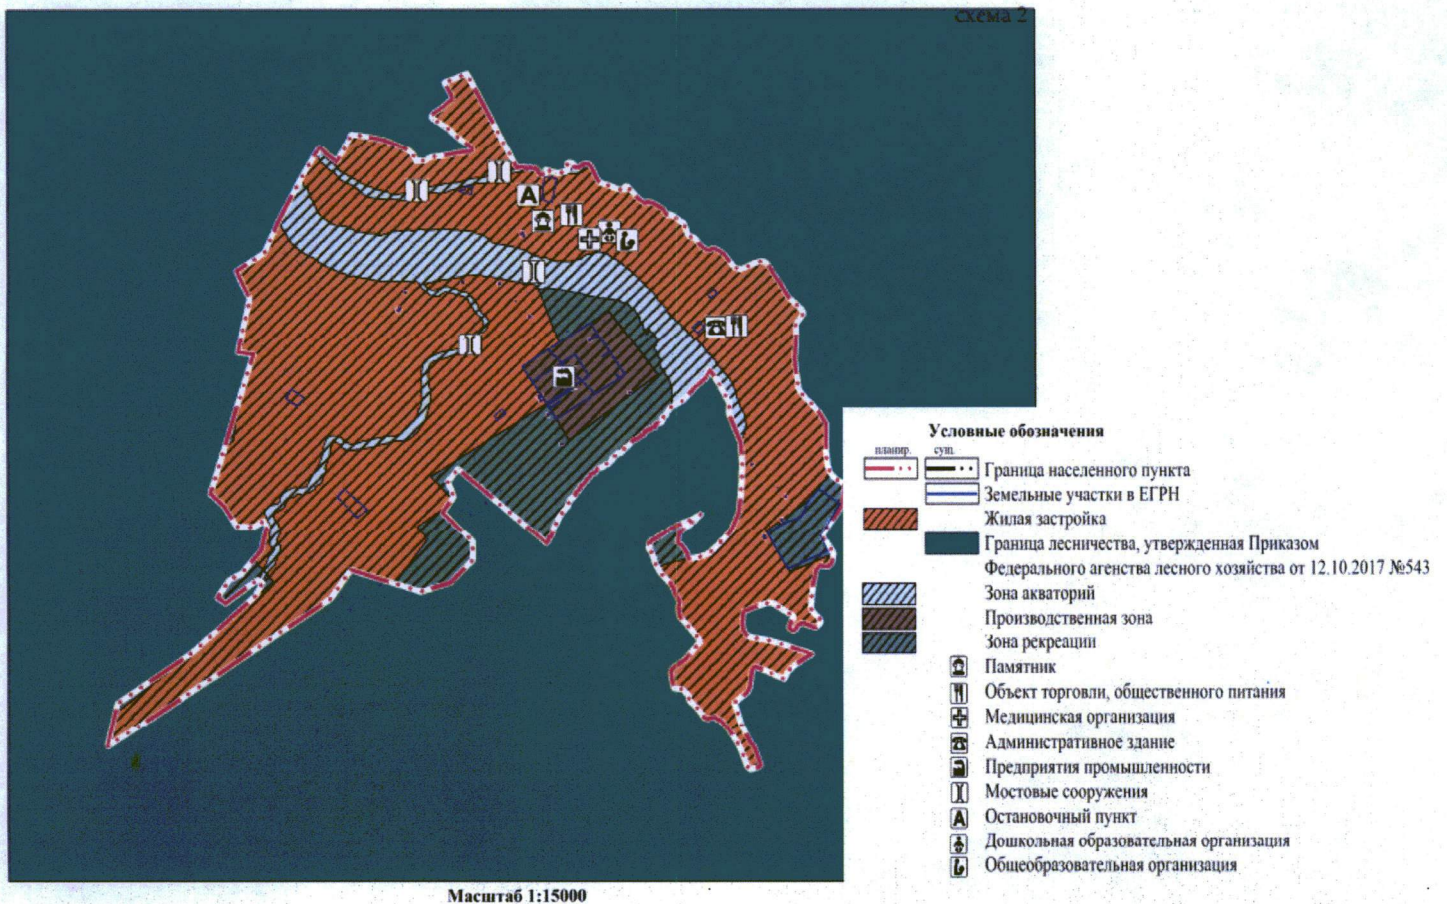 схема 2
Условные обозначения
планир. сущ.
Граница населенного пункта
Земельные участки в ЕГРН
Жилая застройка
Граница лесничества, утвержденная Приказом
Федерального агенства лесного хозяйства от 12.10.2017 №543
Зона акваторий
Производственная зона
Зона рекреации
Памятник
Объект торговли, общественного питания
Медицинская организация
Административное здание
Предприятия промышленности
Мостовые сооружения
А Остановочный пункт
Дошкольная образовательная организация
Общеобразовательная организация
А
Масштаб 1:15000